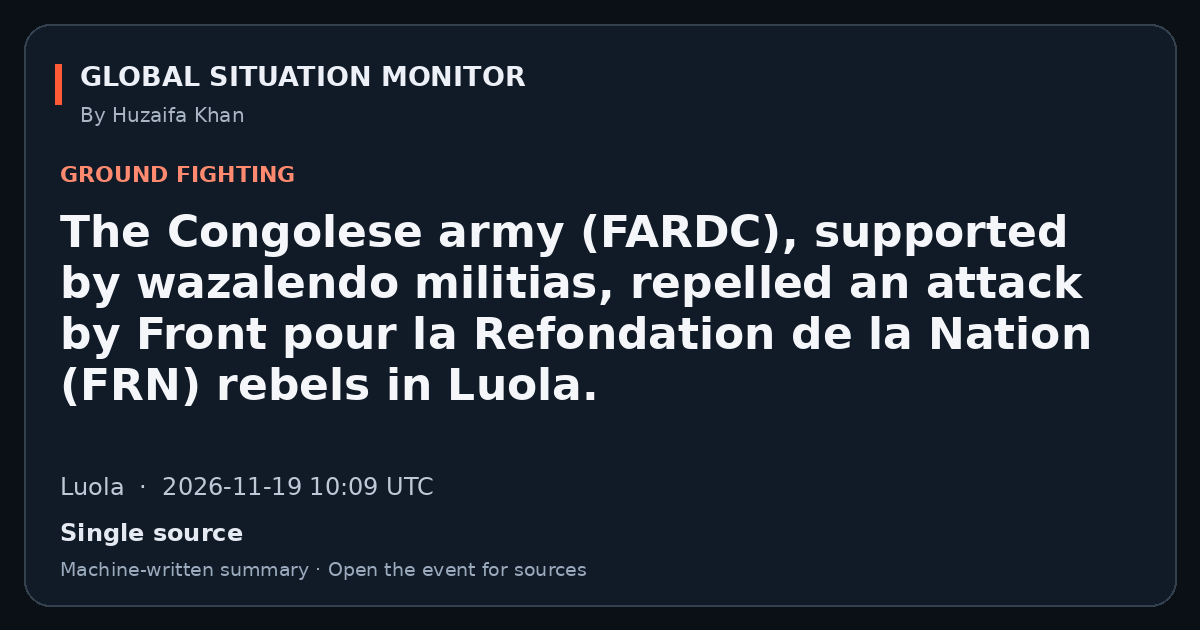 GLOBAL SITUATION MONITOR
By Huzaifa Khan
GROUND FIGHTING
The Congolese army (FARDC), supported
by wazalendo militias, repelled an attack
by Front pour la Refondation de la Nation
(FRN) rebels in Luola.
Luola · 2026-11-19 10:09 UTC
Single source
Machine-written summary · Open the event for sources